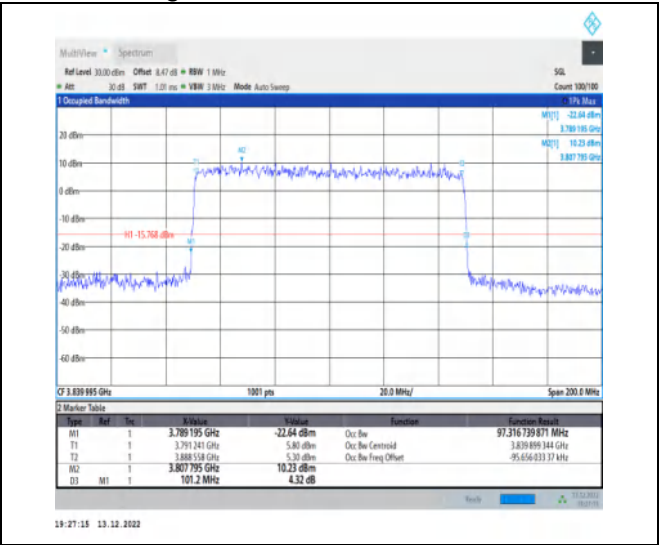 MultiView Spectrum
Ref Level 30.00 dBm Offset 8.47 dB RBW 1 MHz SGL
Att 30 dB SWT 1.01 ms VBW 3 MHz Mode Auto Sweep Count 100/100
1 Occupied Bandwidth 1Pk Max
M1[1] -22.64 dBm
3.789 195 GHz
M2[1] 10.23 dBm
3.807 795 GHz
20 dBm
M2
T1
10 dBm
0 dBm
-10 dBm
H1 -15.768 dBm
M1
-20 dBm
-30 dBm
-40 dBm
-50 dBm
-60 dBm
CF 3.839 995 GHz 1001 pts 20.0 MHz/ Span 200.0 MHz
2 Marker Table
Type Ref Trc X-Value Y-Value Function Function Result
M1 1 3.789 195 GHz -22.64 dBm Occ Bw 97.316 739 871 MHz
T1 1 3.791 241 GHz 5.80 dBm Occ Bw Centroid 3.839 899 344 GHz
T2 1 3.888 558 GHz 5.30 dBm Occ Bw Freq Offset -95.656 033 37 kHz
M2 1 3.807 795 GHz 10.23 dBm
D3 M1 1 101.2 MHz 4.32 dB
Ready 13.12.2022
19:27:15 13.12.2022